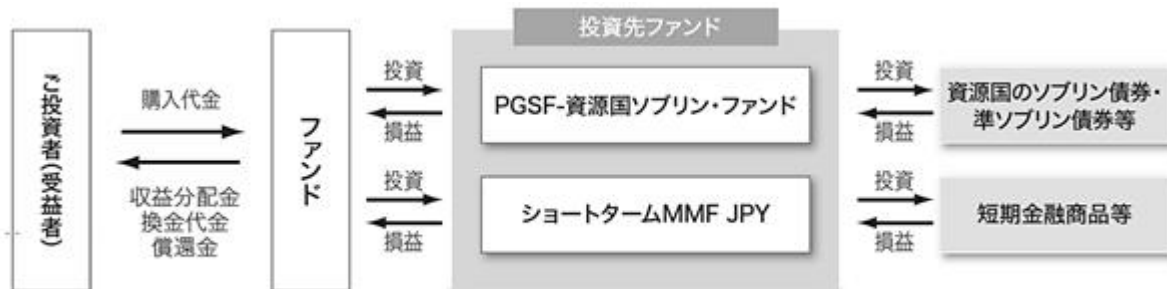 ご投資者(受益者)
購入代金
収益分配金
換金代金
償還金
ファンド
投資
損益
投資
損益
投資先ファンド
PGSF-資源国ソブリン・ファンド
ショートタームMMF JPY
投資
損益
投資
損益
資源国のソブリン債券・
準ソブリン債券等
短期金融商品等